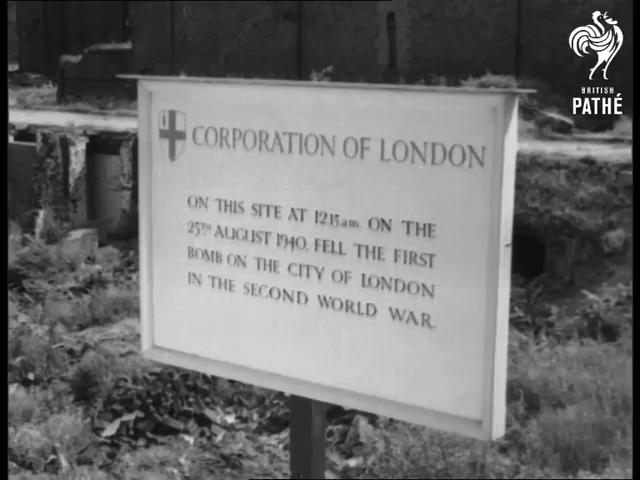 BRITISH
PATHÉ
CORPORATION OF LONDON
ON THIS SITE AT 12.15 a.m. ON THE
25TH AUGUST 1940, FELL THE FIRST
BOMB ON THE CITY OF LONDON
IN THE SECOND WORLD WAR.